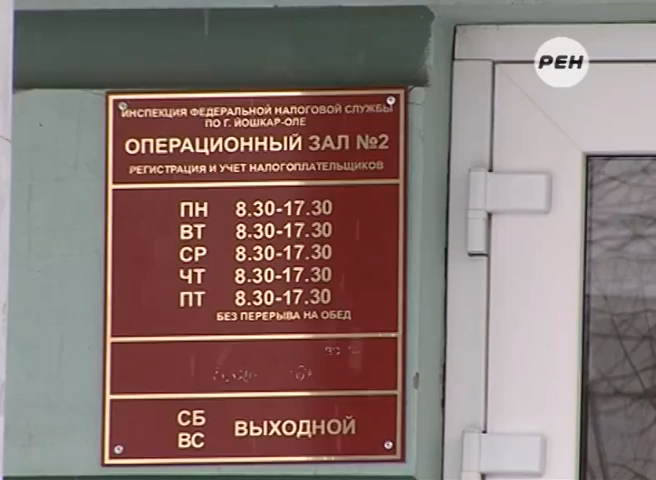 РЕН
ИНСПЕКЦИЯ ФЕДЕРАЛЬНОЙ НАЛОГОВОЙ СЛУЖБЫ
ПО Г. ЙОШКАР-ОЛЕ
ОПЕРАЦИОННЫЙ ЗАЛ №2
РЕГИСТРАЦИЯ И УЧЕТ НАЛОГОПЛАТЕЛЬЩИКОВ
ПН 8.30-17.30
ВТ 8.30-17.30
СР 8.30-17.30
ЧТ 8.30-17.30
ПТ 8.30-17.30
БЕЗ ПЕРЕРЫВА НА ОБЕД
СБ
ВС ВЫХОДНОЙ